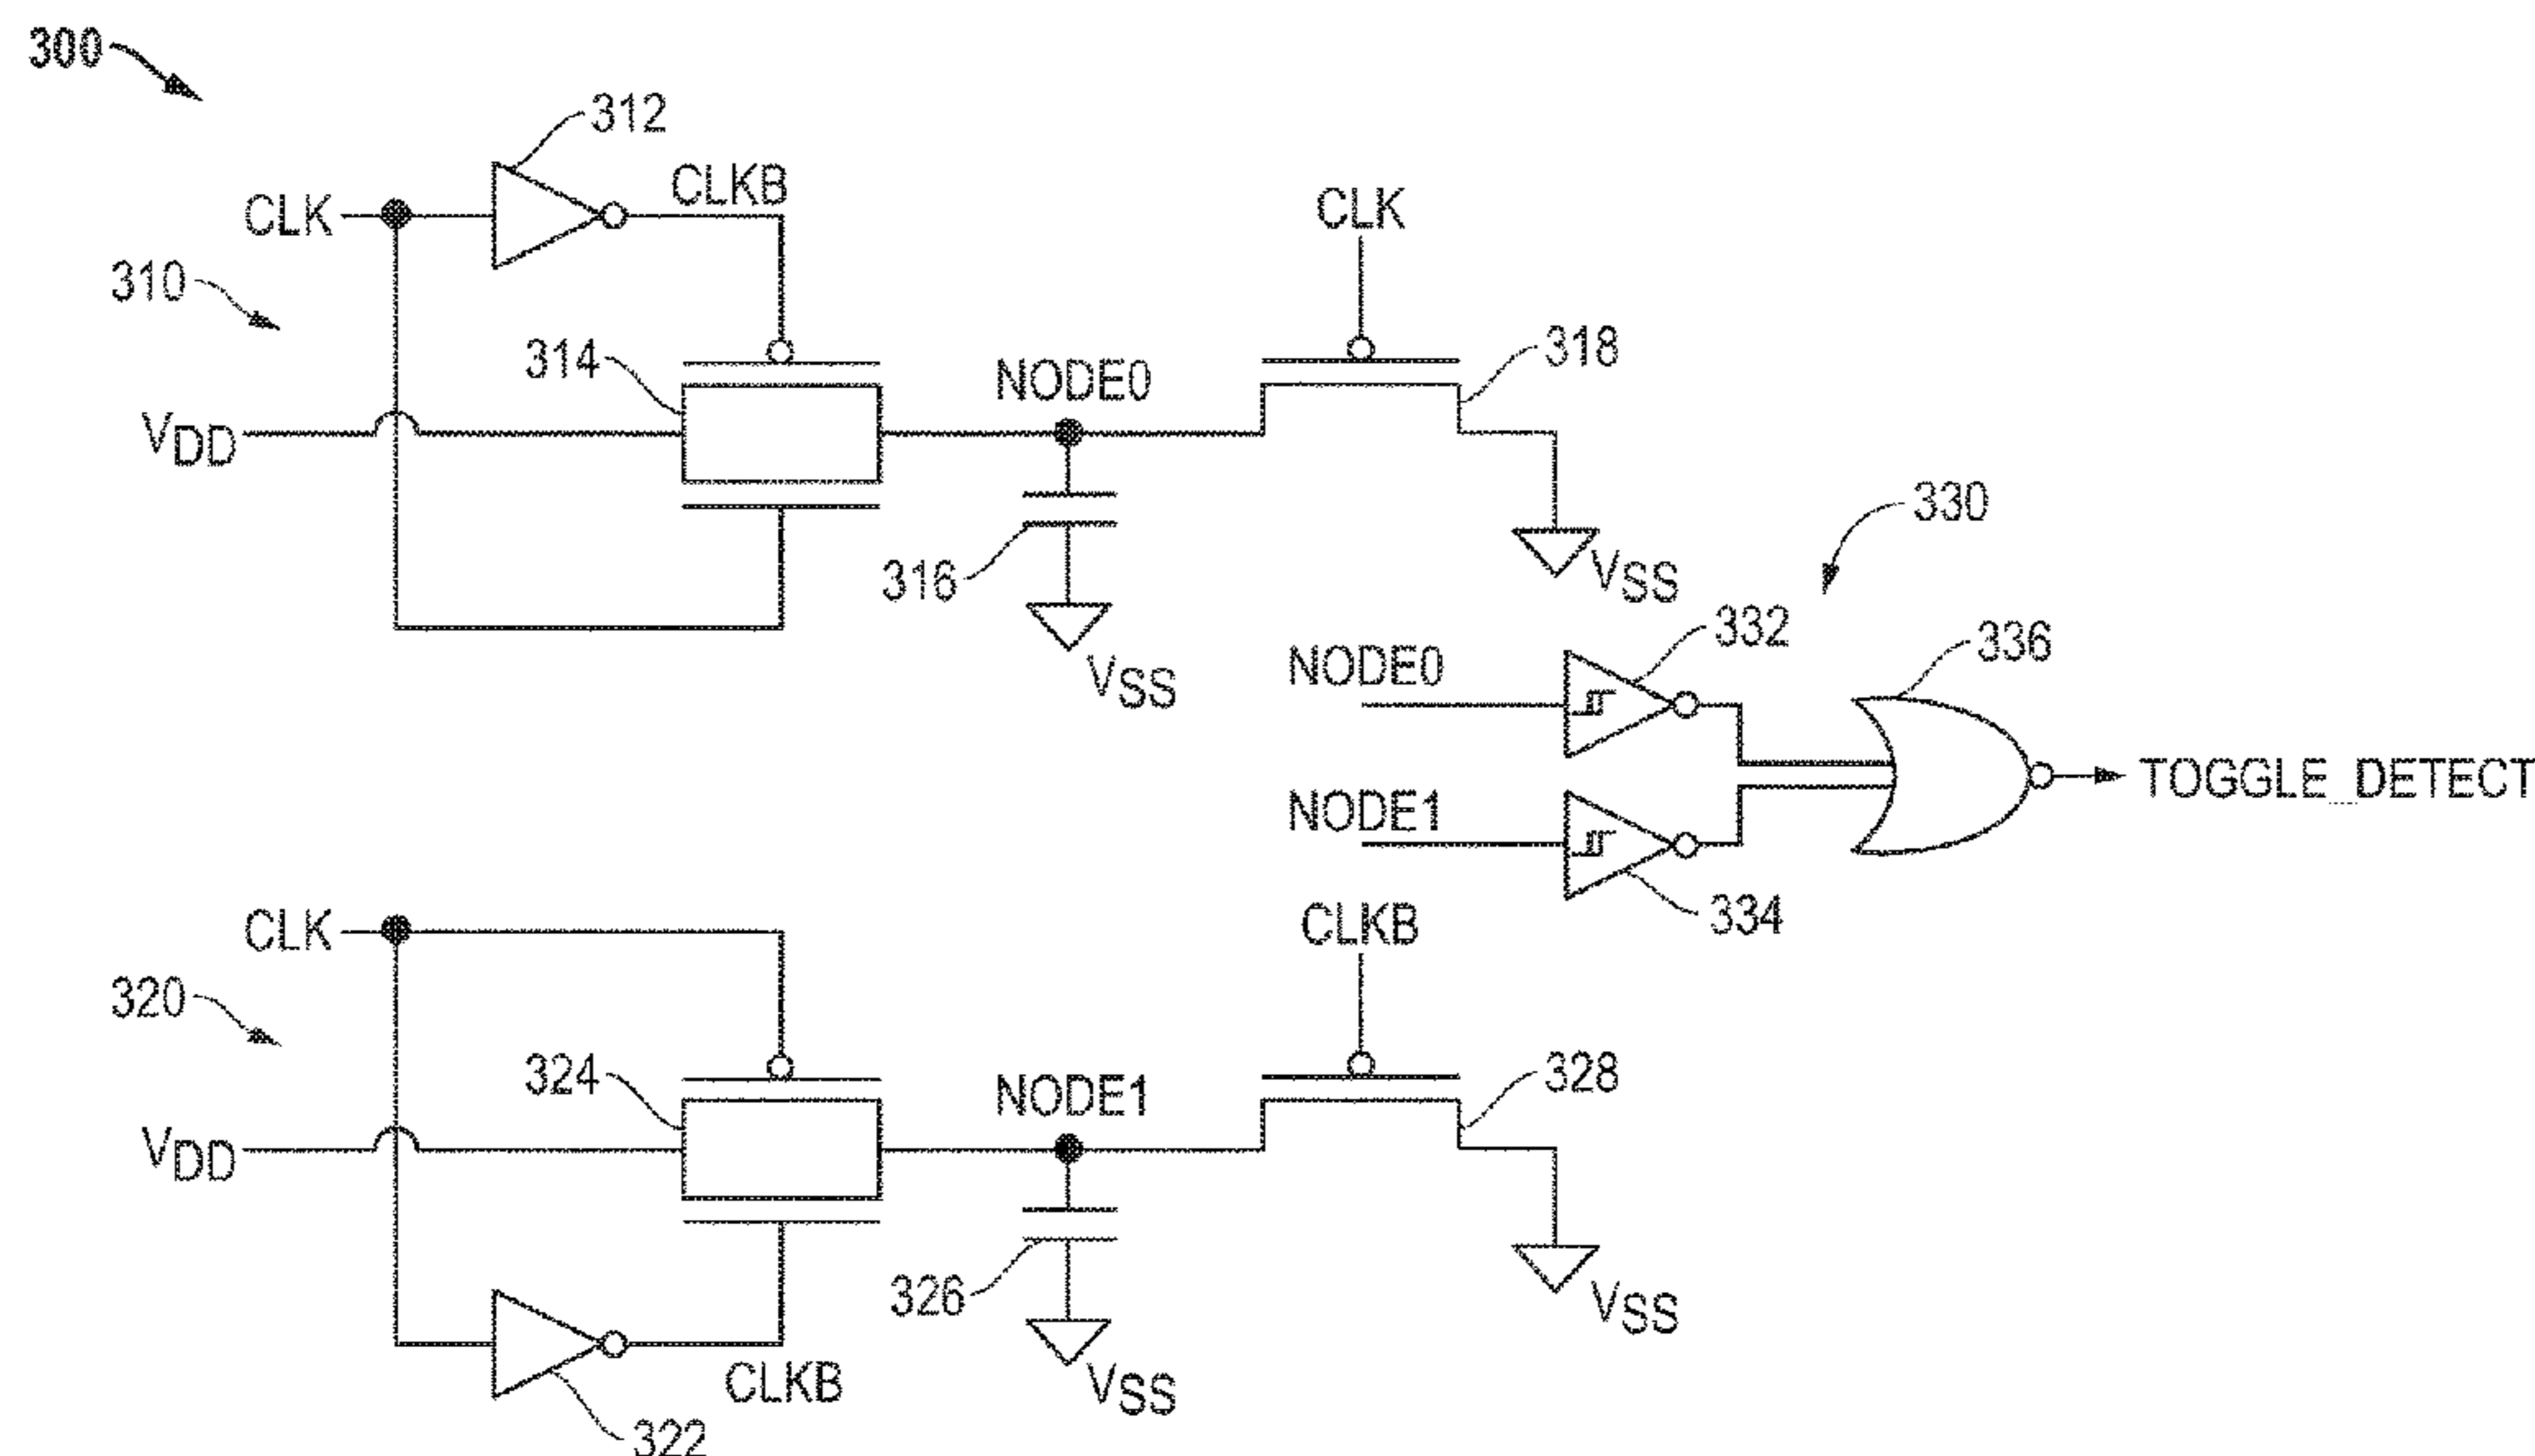 300
312
CLK
CLKB
CLK
310
314
NODE0
318
VDD
316
VSS
330
VSS
332
336
NODE0
TOGGLE_DETECT
NODE1
334
CLK
CLKB
320
324
NODE1
328
VDD
326
VSS
CLKB
VSS
322